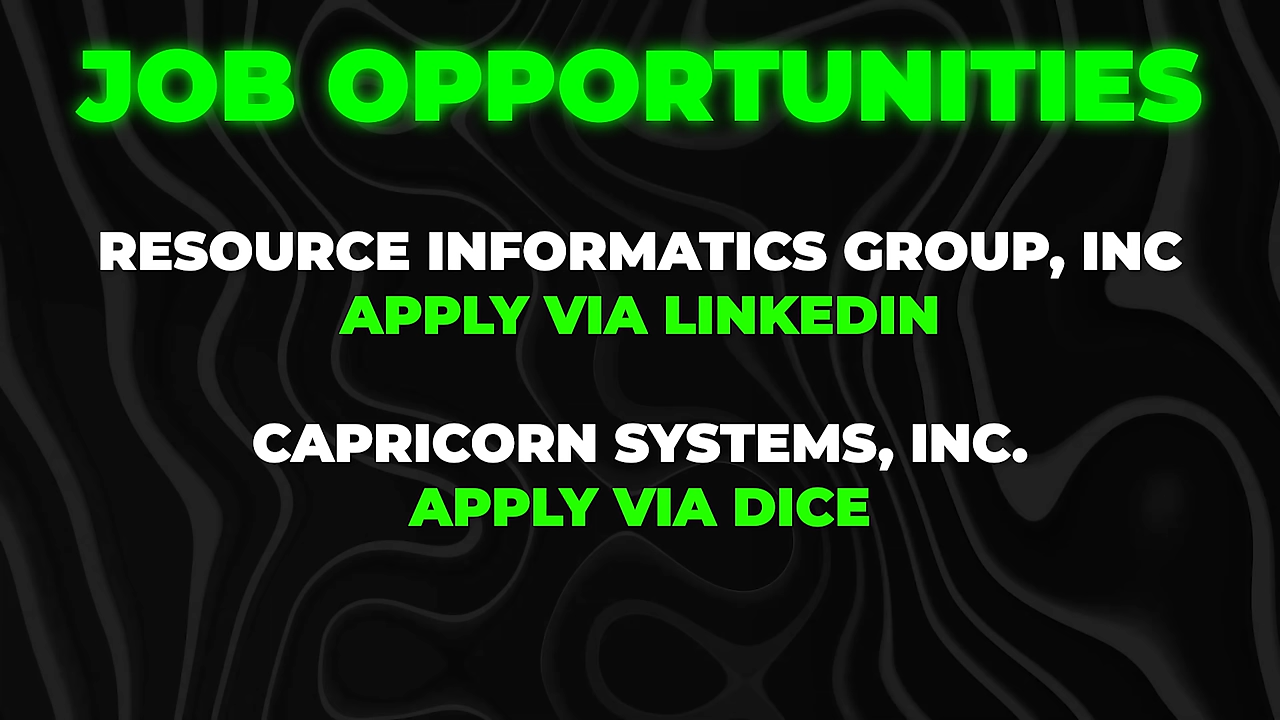 JOB OPPORTUNITIES
RESOURCE INFORMATICS GROUP, INC
APPLY VIA LINKEDIN
CAPRICORN SYSTEMS, INC.
APPLY VIA DICE